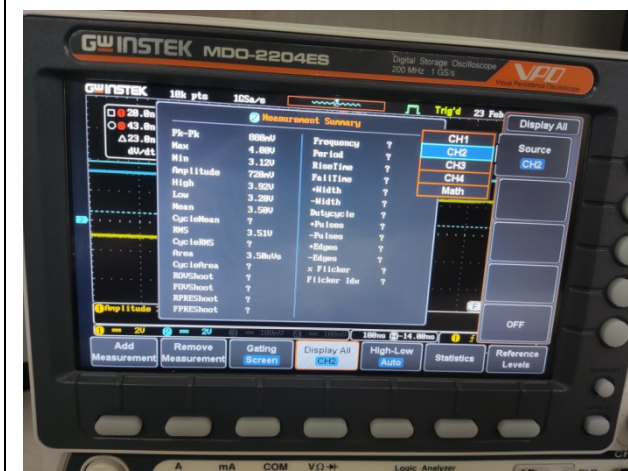 GWINSTEK MDO-2204ES
Digital Storage Oscilloscope
200 MHz 1 GS/s
VPO
Visual Persistence Oscilloscope
GWINSTEK 10k pts 1GSa/s Trig'd 23 Feb
Measurement Summary
Pk-Pk 880mV
Max 4.00V
Min 3.12V
Amplitude 720mV
High 3.92V
Low 3.20V
Mean 3.50V
CycleMean ?
RMS 3.51V
CycleRMS ?
Area 3.50uVs
CycleArea ?
ROVShoot ?
FOVShoot ?
RPREShoot ?
FPREShoot ?
Frequency ?
Period ?
RiseTime ?
FallTime ?
+Width ?
-Width ?
Dutycycle ?
+Pulses ?
-Pulses ?
+Edges ?
-Edges ?
% Flicker ?
Flicker Idx ?
CH1
CH2
CH3
CH4
Math
Display All
Source
CH2
OFF
Amplitude
2V 2V 100ns
Add Measurement
Remove Measurement
Gating
Screen
Display All
CH2
High-Low
Auto
Statistics
Reference Levels
A mA COM VΩ Logic Analyzer